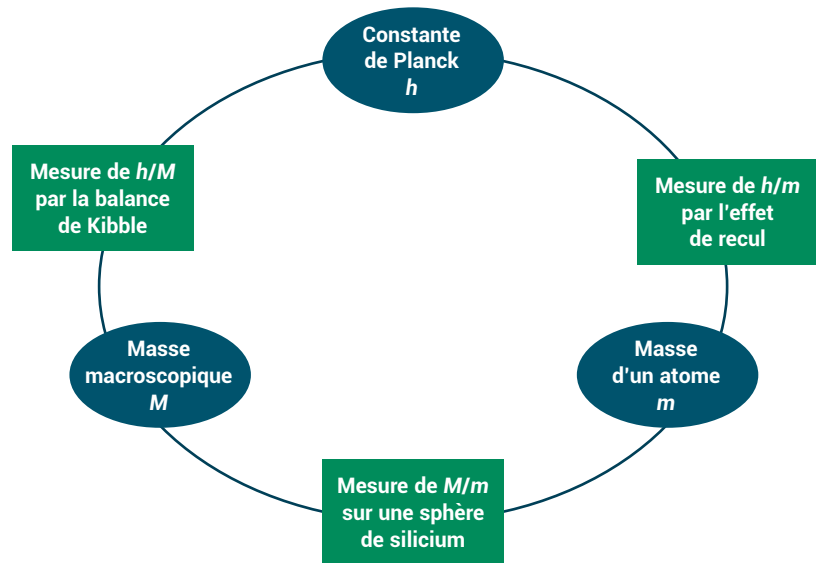 Constante
de Planck
h
Mesure de h/M
par la balance
de Kibble
Mesure de h/m
par l'effet
de recul
Masse
macroscopique
M
Masse
d'un atome
m
Mesure de M/m
sur une sphère
de silicium